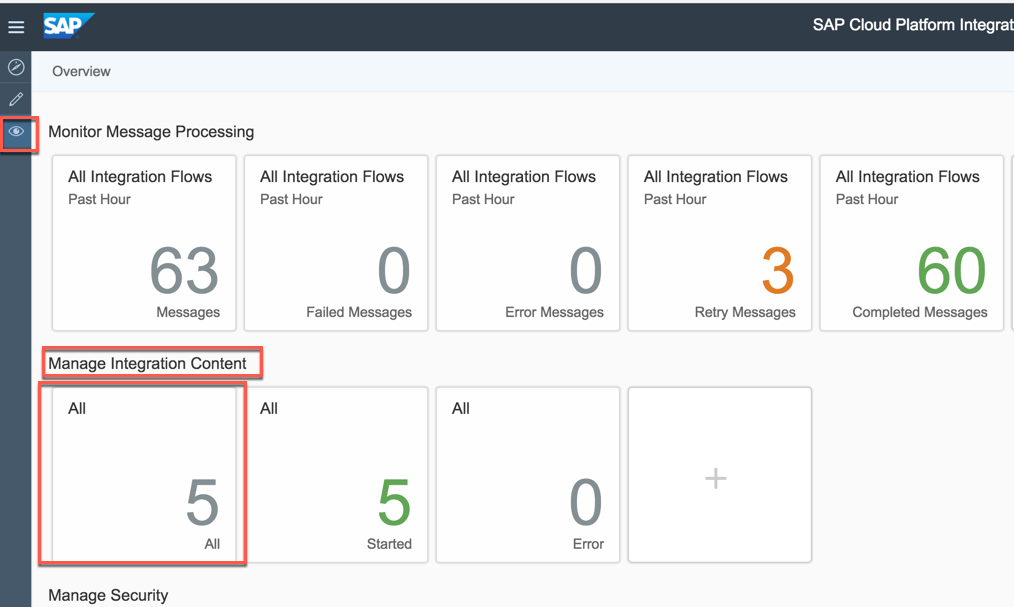 SAP
SAP Cloud Platform Integrat
Overview
Monitor Message Processing
All Integration Flows
Past Hour
63
Messages
All Integration Flows
Past Hour
0
Failed Messages
All Integration Flows
Past Hour
0
Error Messages
All Integration Flows
Past Hour
3
Retry Messages
All Integration Flows
Past Hour
60
Completed Messages
Manage Integration Content
All
5
All
All
5
Started
All
0
Error
+
Manage Security